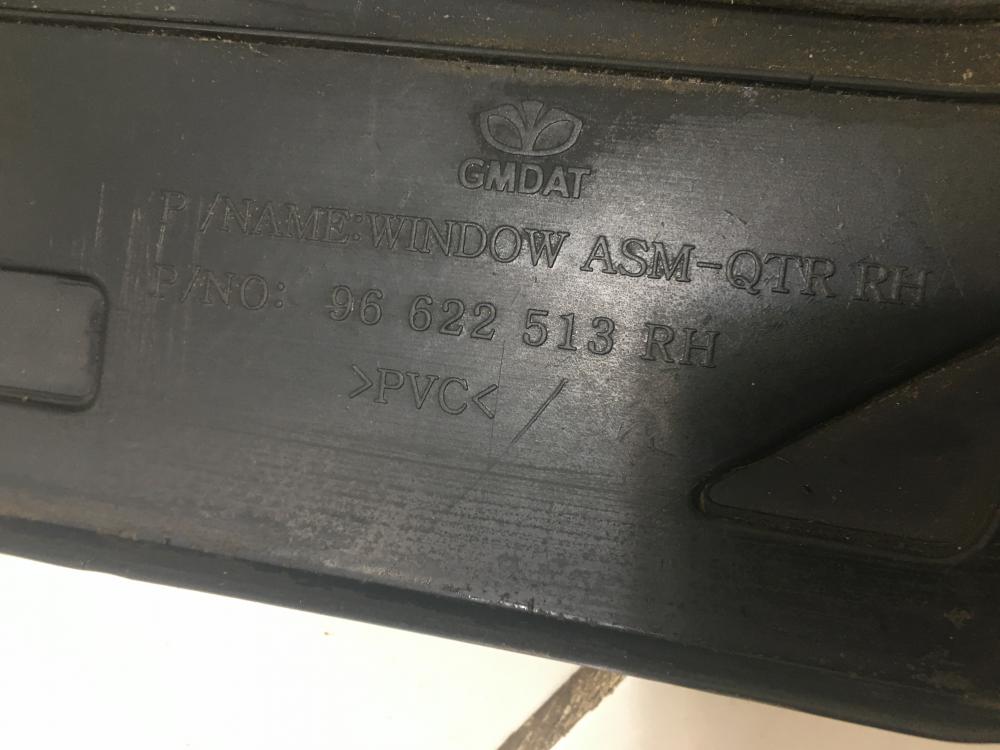 GMDAT
P/NAME:WINDOW ASM-QTR RH
P/NO: 96 622 513 RH
>PVC<